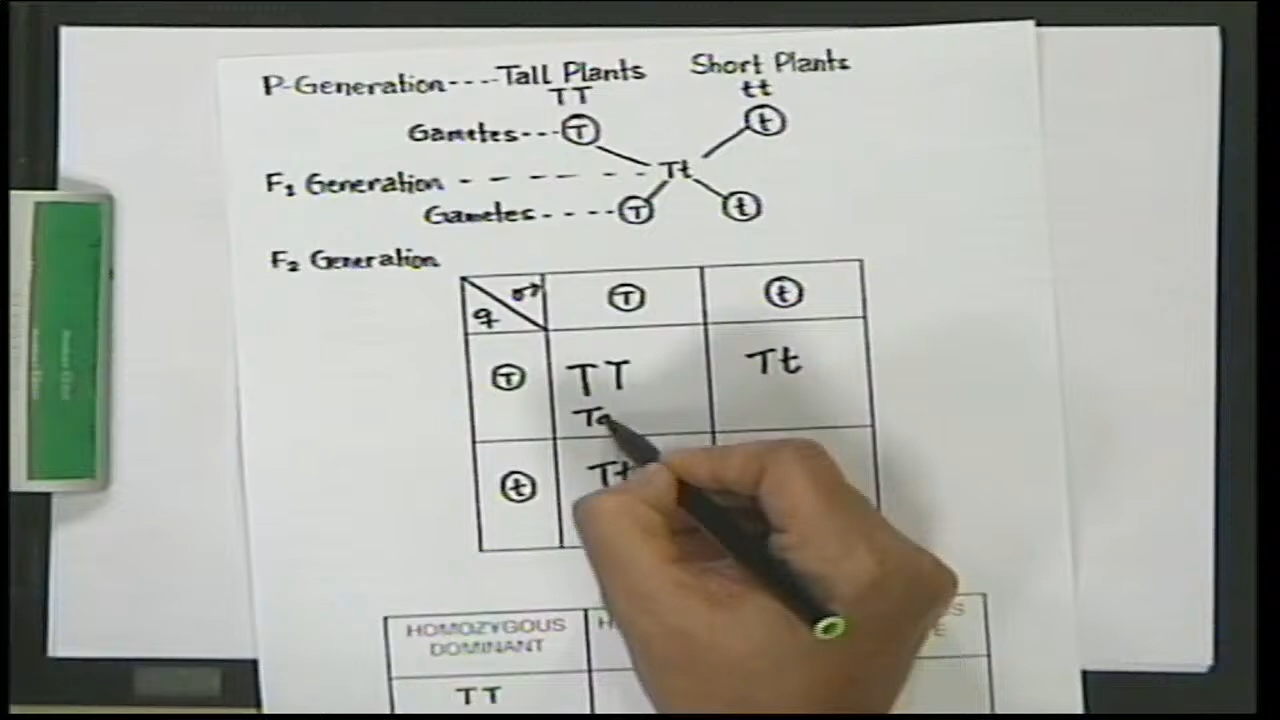 P-Generation---- Tall Plants Short Plants
TT tt
Gametes--- T t
F₁ Generation - - - - - - - Tt
Gametes---- T t
F₂ Generation
♀ ♂ T t
T TT Tt
t Tt
HOMOZYGOUS
DOMINANT
TT